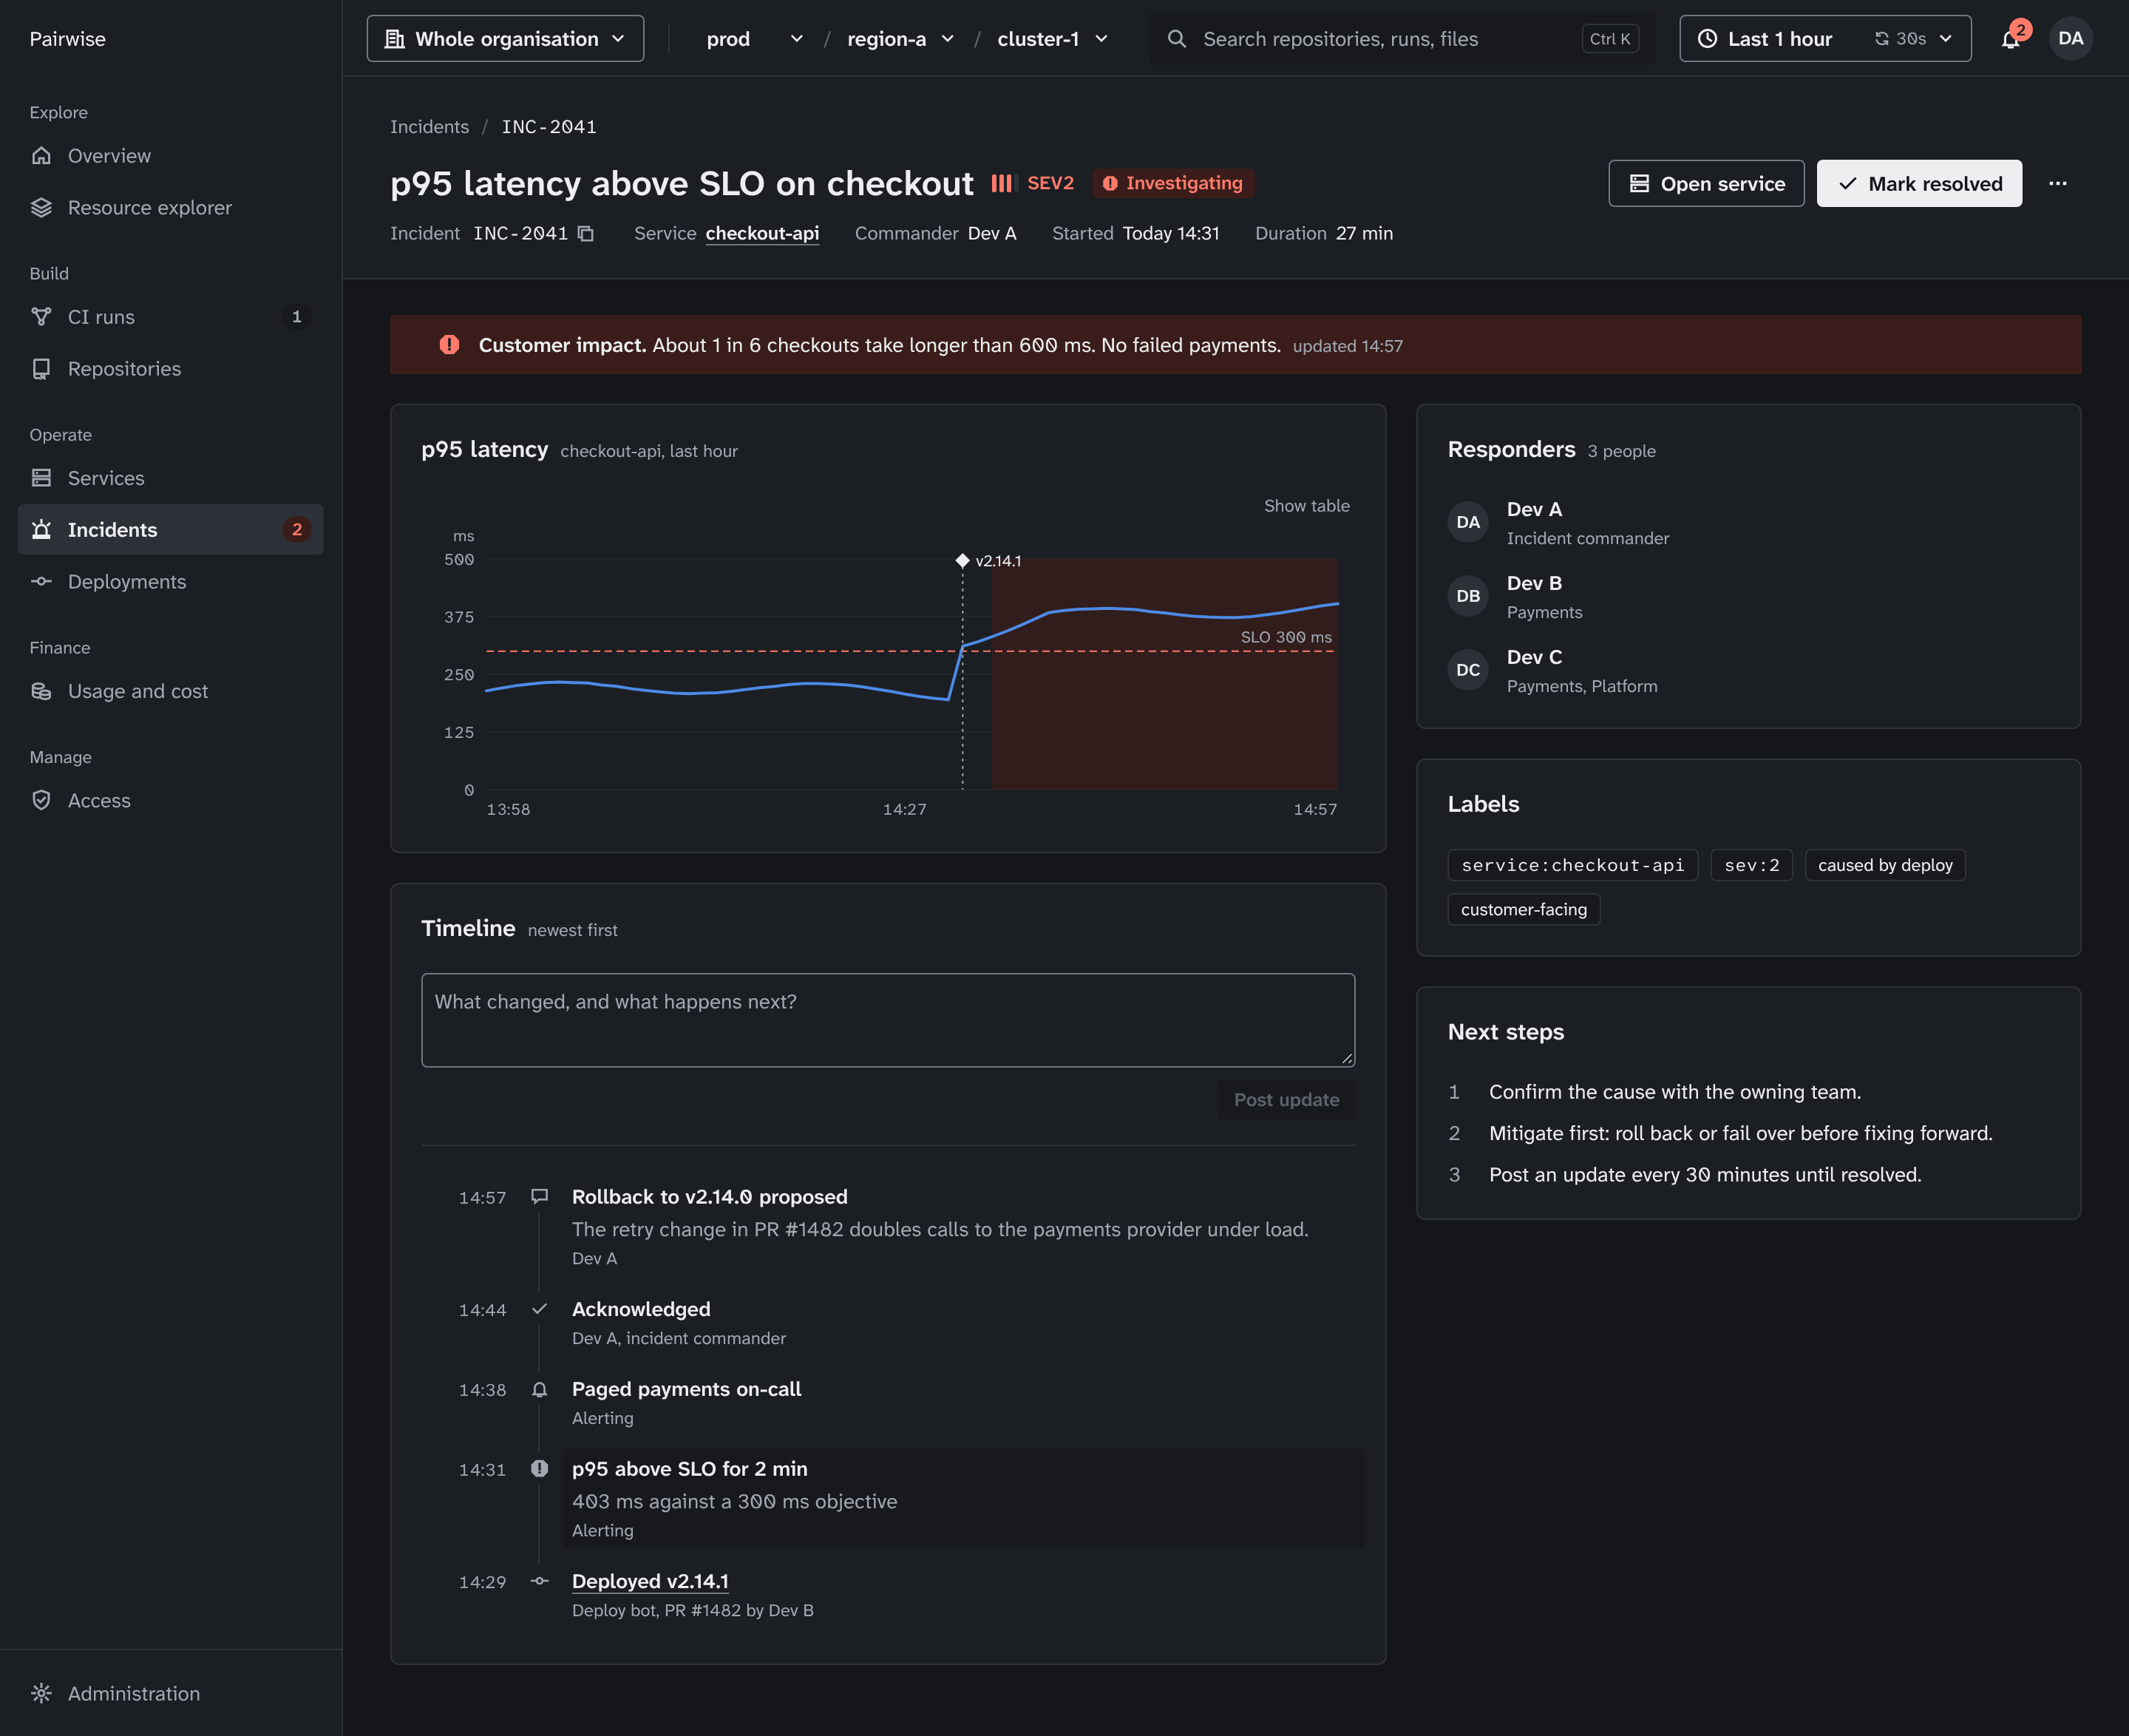 Pairwise
Whole organisation
prod / region-a / cluster-1
Search repositories, runs, files
Ctrl K
Last 1 hour
30s
2
DA
Explore
Overview
Resource explorer
Build
CI runs 1
Repositories
Operate
Services
Incidents 2
Deployments
Finance
Usage and cost
Manage
Access
Administration
Incidents / INC-2041
p95 latency above SLO on checkout
SEV2
Investigating
Open service
Mark resolved
Incident INC-2041 Service checkout-api Commander Dev A Started Today 14:31 Duration 27 min
Customer impact. About 1 in 6 checkouts take longer than 600 ms. No failed payments. updated 14:57
p95 latency checkout-api, last hour
Show table
ms
500
v2.14.1
375
SLO 300 ms
250
125
0
13:58 14:27 14:57
Timeline newest first
What changed, and what happens next?
Post update
14:57 Rollback to v2.14.0 proposed
The retry change in PR #1482 doubles calls to the payments provider under load.
Dev A
14:44 Acknowledged
Dev A, incident commander
14:38 Paged payments on-call
Alerting
14:31 p95 above SLO for 2 min
403 ms against a 300 ms objective
Alerting
14:29 Deployed v2.14.1
Deploy bot, PR #1482 by Dev B
Responders 3 people
DA Dev A
Incident commander
DB Dev B
Payments
DC Dev C
Payments, Platform
Labels
service:checkout-api sev:2 caused by deploy
customer-facing
Next steps
1 Confirm the cause with the owning team.
2 Mitigate first: roll back or fail over before fixing forward.
3 Post an update every 30 minutes until resolved.